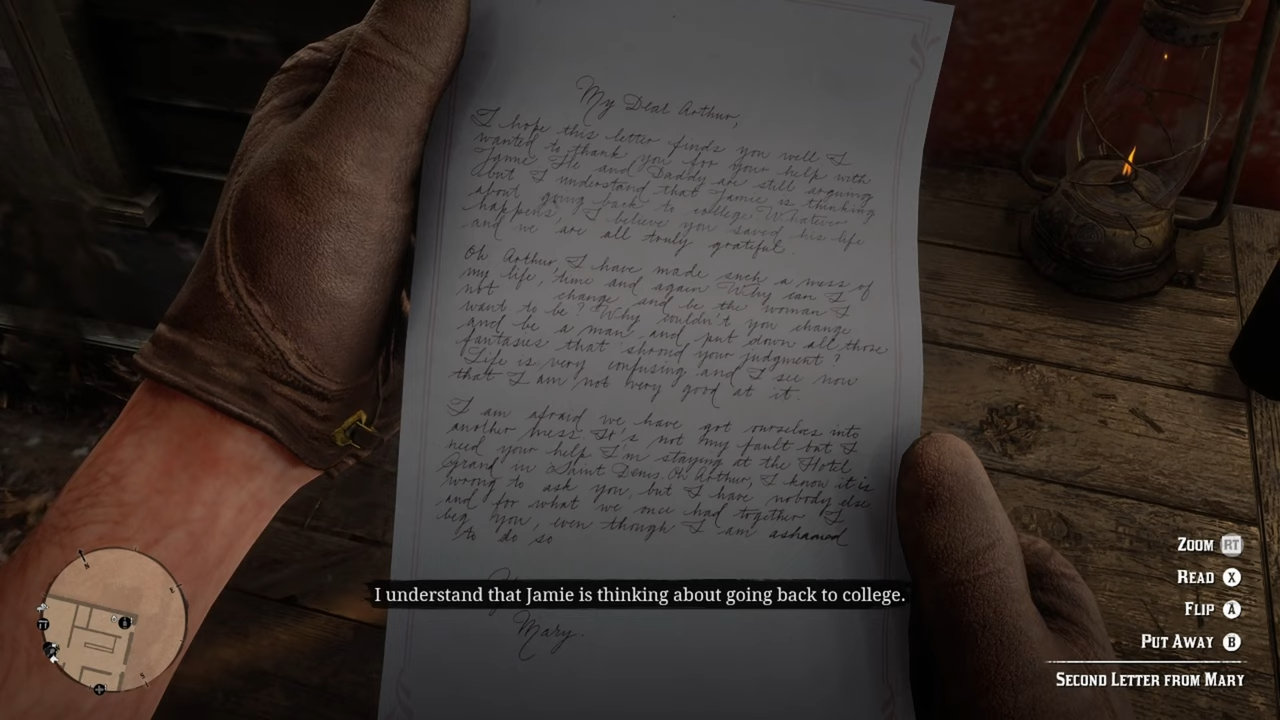 My Dear Arthur,
I hope this letter finds you well I
wanted to thank you for your help with
Jamie He and Daddy are still arguing
but I understand that Jamie is thinking
about going back to college Whatever
happens, I believe you saved his life
and we are all truly grateful.
Oh Arthur, I have made such a mess of
my life, time and again Why can I
not change and be the woman I
want to be? Why couldn't you change
and be a man and put down all those
fantasies that shroud your judgment?
Life is very confusing and I see now
that I am not very good at it.
I am afraid we have got ourselves into
another mess. It's not my fault but I
need your help I'm staying at the Hotel
Grand in Saint Denis. Oh Arthur, I know it is
wrong to ask you, but I have nobody else
and for what we once had together I
beg you, even though I am ashamed
to do so
I understand that Jamie is thinking about going back to college.
Mary.
ZOOM RT
READ X
FLIP A
PUT AWAY B
SECOND LETTER FROM MARY